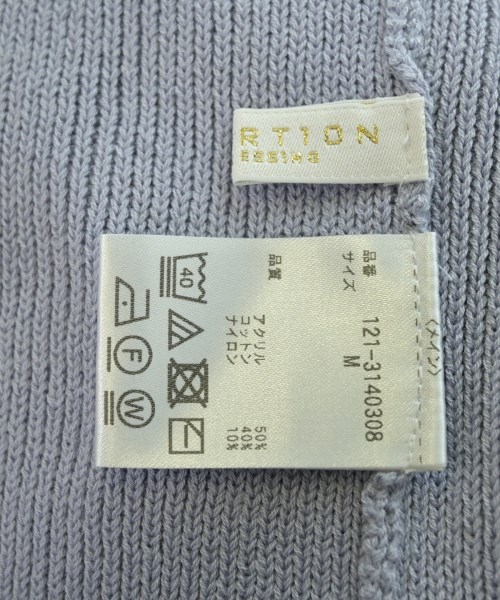 RTION
〈メイン〉
品番 121-3140308
サイズ M
品質
アクリル 50%
コットン 40%
ナイロン 10%
40
F
W